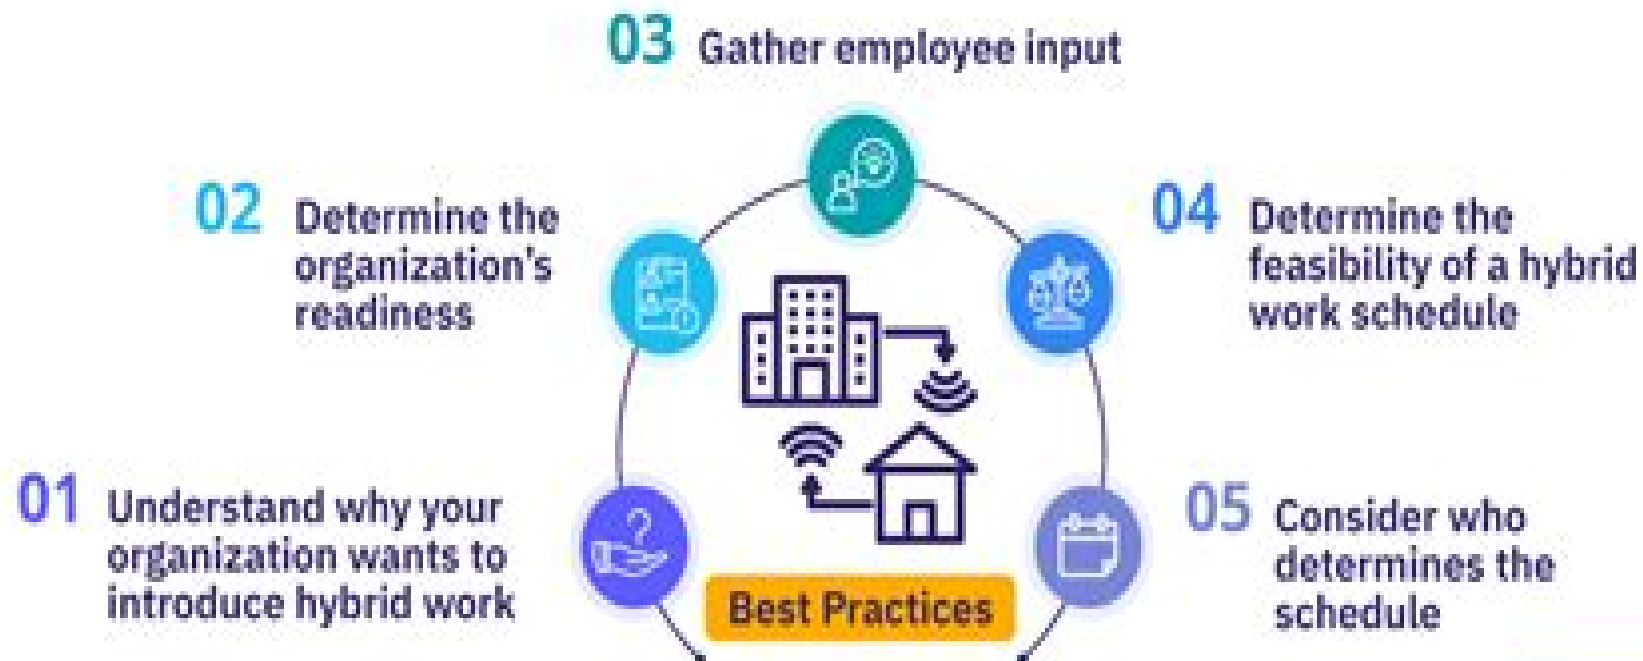 03 Gather employee input
02 Determine the
organization's
readiness
04 Determine the
feasibility of a hybrid
work schedule
01 Understand why your
organization wants to
introduce hybrid work
05 Consider who
determines the
schedule
Best Practices